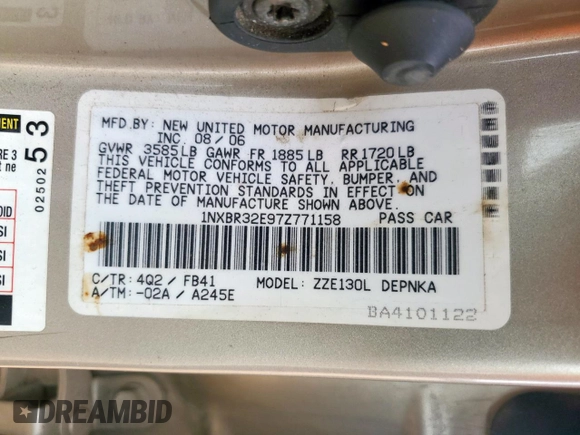 MFD.BY: NEW UNITED MOTOR MANUFACTURING
INC. 08/06
GVWR 3585LB GAWR FR 1885LB RR1720LB
THIS VEHICLE CONFORMS TO ALL APPLICABLE
FEDERAL MOTOR VEHICLE SAFETY, BUMPER, AND
THEFT PREVENTION STANDARDS IN EFFECT ON
THE DATE OF MANUFACTURE SHOWN ABOVE.
1NXBR32E97Z771158 PASS CAR
C/TR: 4Q2 / FB41 MODEL: ZZE130L DEPNKA
A/TM: -02A / A245E
BA4101122
0250253
DREAMBID